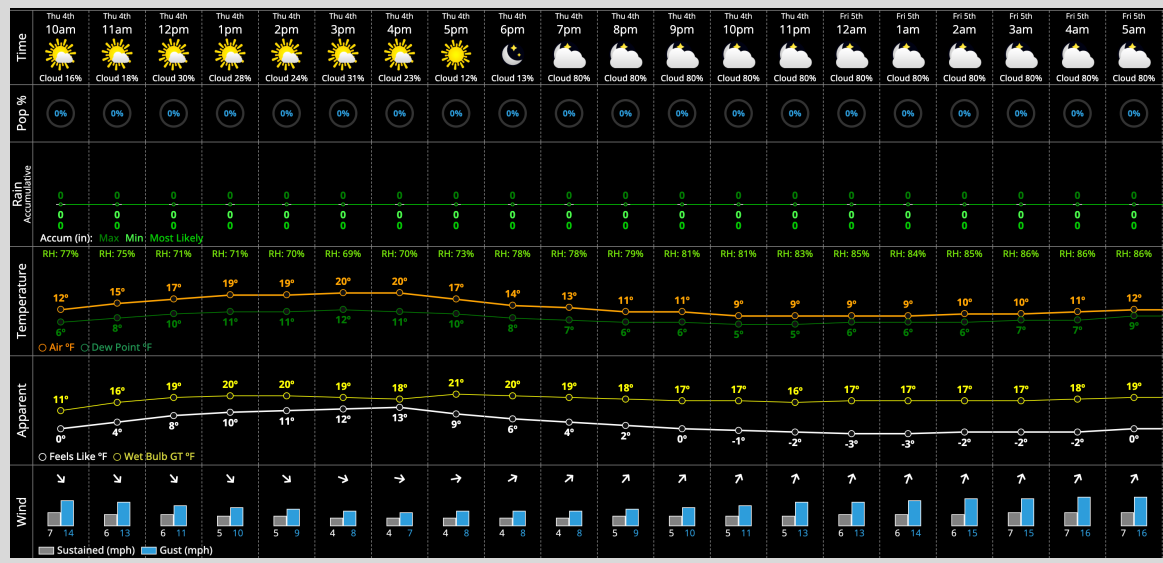 Time
Thu 4th Thu 4th Thu 4th Thu 4th Thu 4th Thu 4th Thu 4th Thu 4th Thu 4th Thu 4th Thu 4th Thu 4th Thu 4th Thu 4th Fri 5th Fri 5th Fri 5th Fri 5th Fri 5th Fri 5th
10am 11am 12pm 1pm 2pm 3pm 4pm 5pm 6pm 7pm 8pm 9pm 10pm 11pm 12am 1am 2am 3am 4am 5am
Cloud 16% Cloud 18% Cloud 30% Cloud 28% Cloud 24% Cloud 31% Cloud 23% Cloud 12% Cloud 13% Cloud 80% Cloud 80% Cloud 80% Cloud 80% Cloud 80% Cloud 80% Cloud 80% Cloud 80% Cloud 80% Cloud 80% Cloud 80%
Pop %
0% 0% 0% 0% 0% 0% 0% 0% 0% 0% 0% 0% 0% 0% 0% 0% 0% 0% 0% 0%
Rain
Accumulative
0 0 0 0 0 0 0 0 0 0 0 0 0 0 0 0 0 0 0 0
0 0 0 0 0 0 0 0 0 0 0 0 0 0 0 0 0 0 0 0
0 0 0 0 0 0 0 0 0 0 0 0 0 0 0 0 0 0 0 0
Accum (in): Max Min Most Likely
Temperature
RH: 77% RH: 75% RH: 71% RH: 71% RH: 70% RH: 69% RH: 70% RH: 73% RH: 78% RH: 78% RH: 79% RH: 81% RH: 81% RH: 83% RH: 85% RH: 84% RH: 85% RH: 86% RH: 86% RH: 86%
12° 15° 17° 19° 19° 20° 20° 17° 14° 13° 11° 11° 9° 9° 9° 9° 10° 10° 11° 12°
6° 8° 10° 11° 11° 12° 11° 10° 8° 7° 6° 6° 5° 5° 6° 6° 6° 7° 7° 9°
Air °F Dew Point °F
Apparent
11° 16° 19° 20° 20° 19° 18° 21° 20° 19° 18° 17° 17° 16° 17° 17° 17° 17° 18° 19°
0° 4° 8° 10° 11° 12° 13° 9° 6° 4° 2° 0° -1° -2° -3° -3° -2° -2° -2° 0°
Feels Like °F Wet Bulb GT °F
Wind
7 14 6 13 6 11 5 10 5 9 4 8 4 7 4 8 4 8 4 8 5 9 5 10 5 11 5 13 6 13 6 14 6 15 7 15 7 16 7 16
Sustained (mph) Gust (mph)